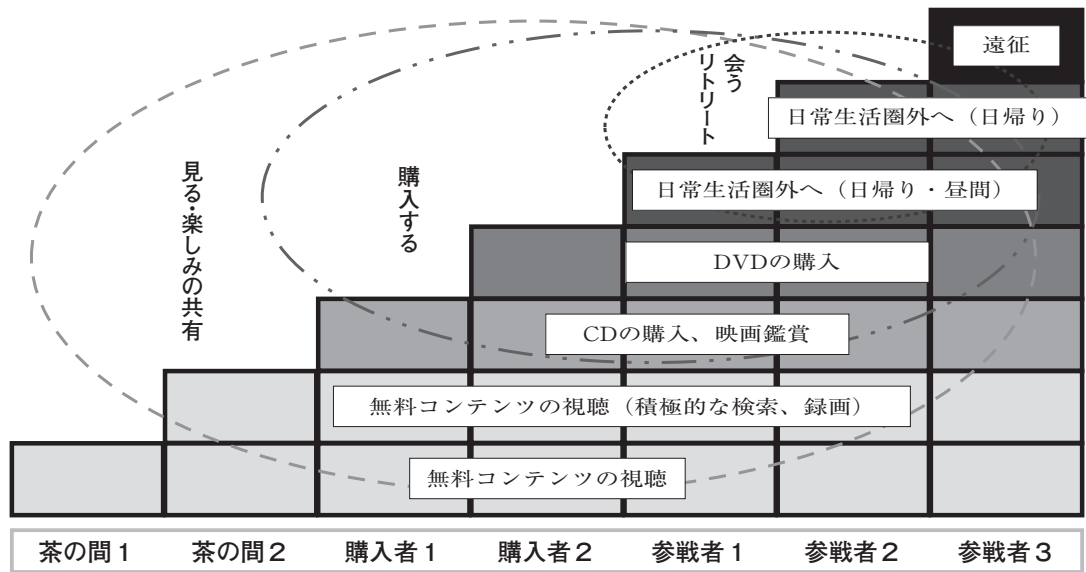 遠征
会う
リトリート
日常生活圏外へ（日帰り）
見る・楽しみの共有
購入する
日常生活圏外へ（日帰り・昼間）
DVDの購入
CDの購入、映画鑑賞
無料コンテンツの視聴（積極的な検索、録画）
無料コンテンツの視聴
茶の間１ 茶の間２ 購入者１ 購入者２ 参戦者１ 参戦者２ 参戦者３